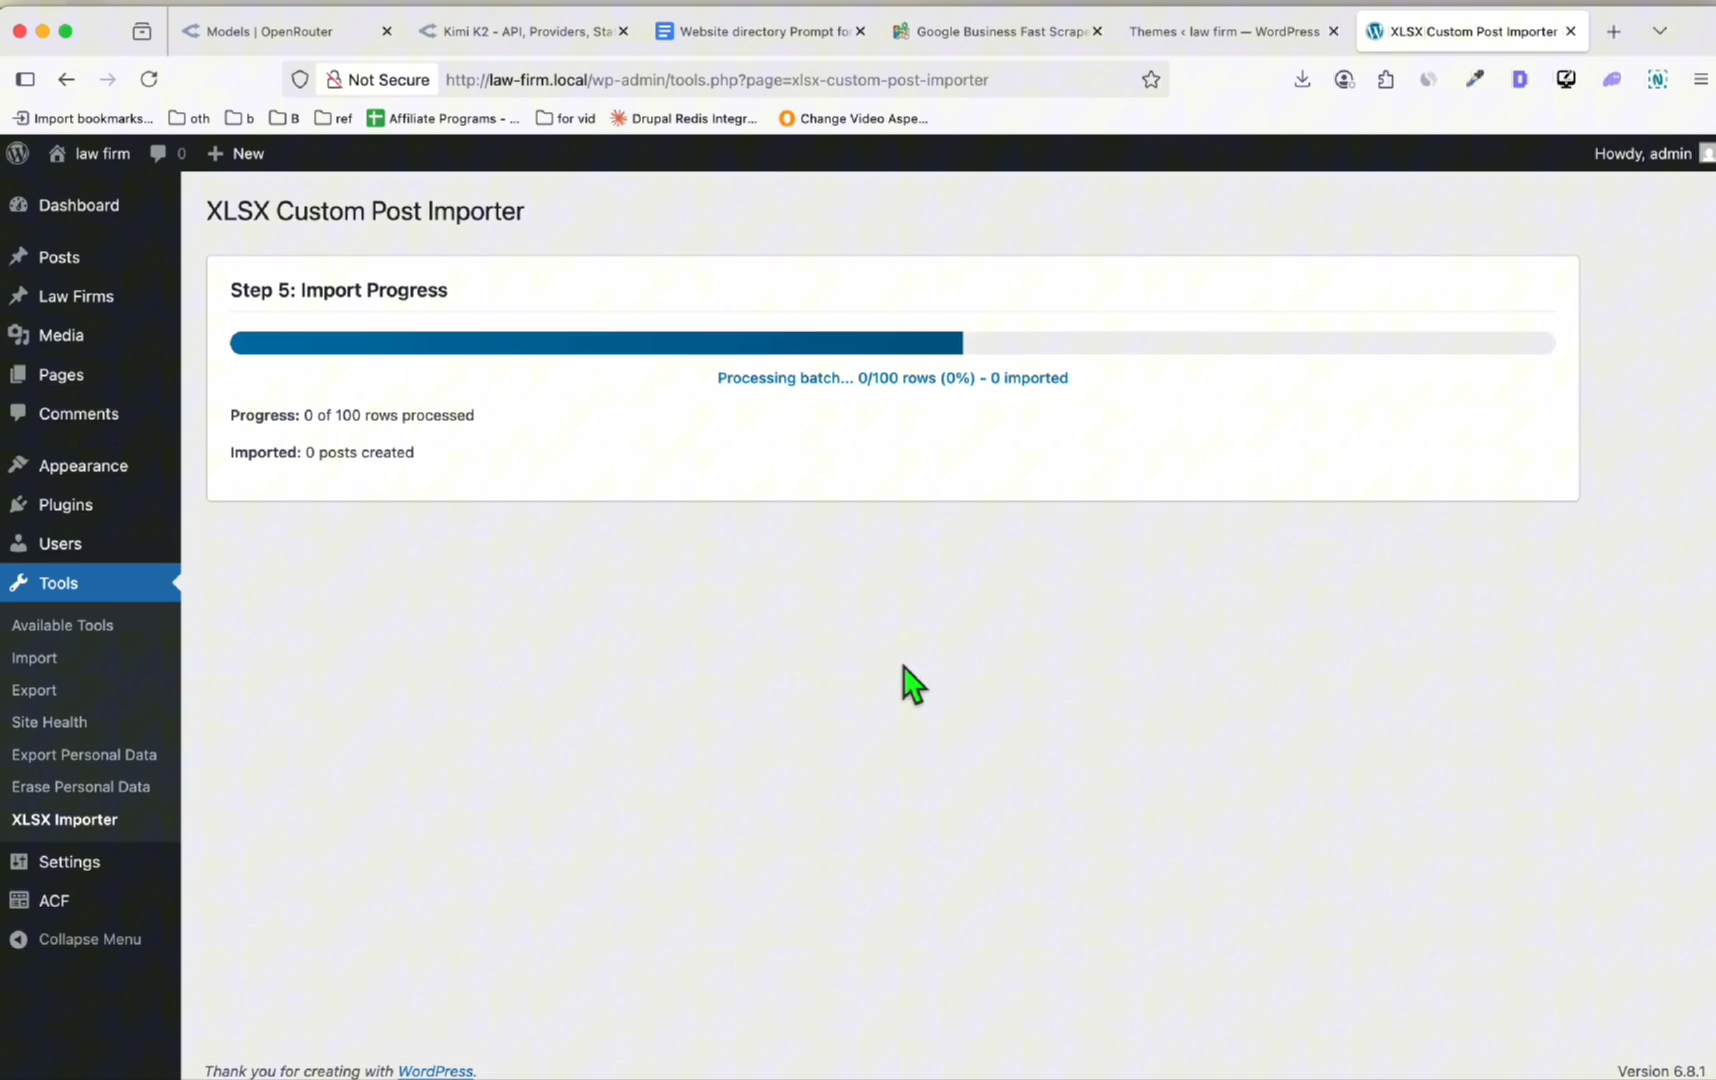 Models | OpenRouter
Kimi K2 - API, Providers, Sta
Website directory Prompt for
Google Business Fast Scrape
Themes ‹ law firm — WordPress
XLSX Custom Post Importer
Not Secure
http://law-firm.local/wp-admin/tools.php?page=xlsx-custom-post-importer
Import bookmarks...
oth
b
B
ref
Affiliate Programs - ...
for vid
Drupal Redis Integr...
Change Video Aspe...
law firm
0
New
Howdy, admin
Dashboard
Posts
Law Firms
Media
Pages
Comments
Appearance
Plugins
Users
Tools
Available Tools
Import
Export
Site Health
Export Personal Data
Erase Personal Data
XLSX Importer
Settings
ACF
Collapse Menu
XLSX Custom Post Importer
Step 5: Import Progress
Processing batch... 0/100 rows (0%) - 0 imported
Progress: 0 of 100 rows processed
Imported: 0 posts created
Thank you for creating with WordPress.
Version 6.8.1